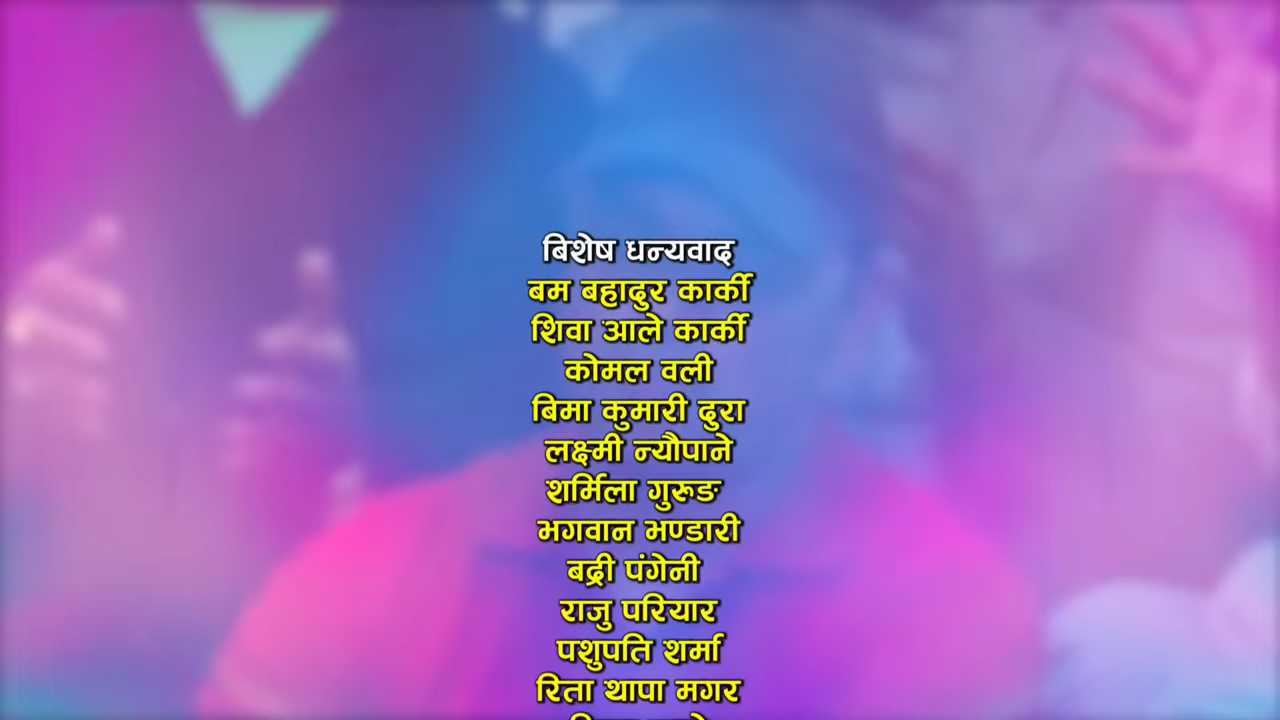 बिशेष धन्यवाद
बम बहादुर कार्की
शिवा आले कार्की
कोमल वली
बिमा कुमारी दुरा
लक्ष्मी न्यौपाने
शर्मिला गुरूङ
भगवान भण्डारी
बद्री पंगेनी
राजु परियार
पशुपति शर्मा
रिता थापा मगर